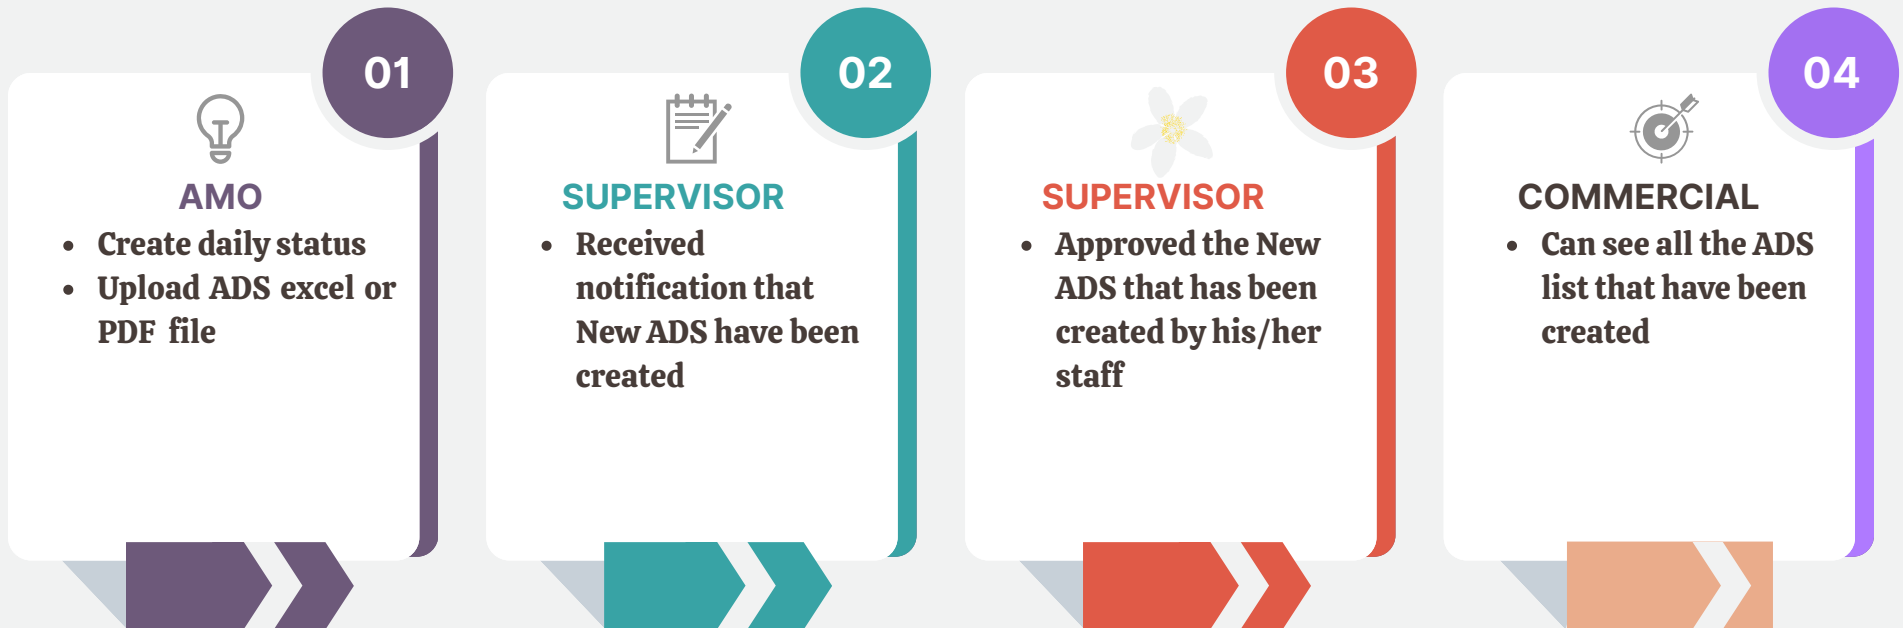 01
AMO
• Create daily status
• Upload ADS excel or
PDF file
02
SUPERVISOR
• Received
notification that
New ADS have been
created
03
SUPERVISOR
• Approved the New
ADS that has been
created by his/her
staff
04
COMMERCIAL
• Can see all the ADS
list that have been
created